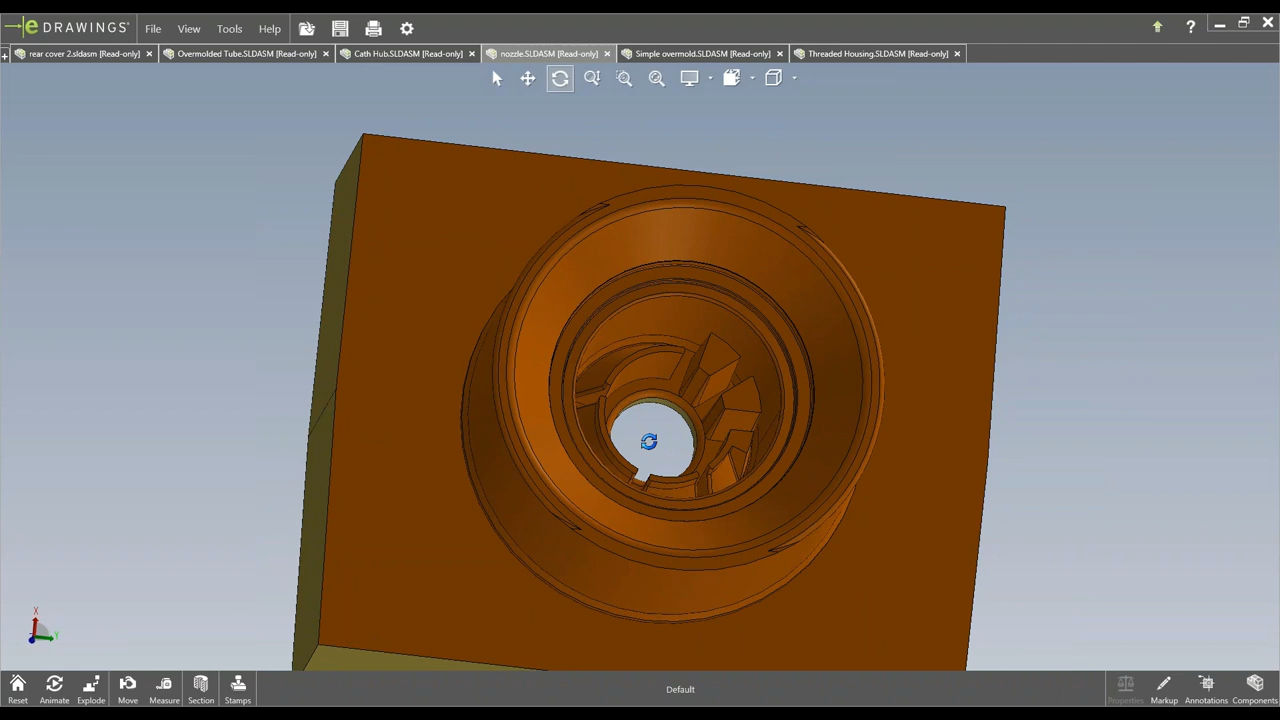 eDRAWINGS® File View Tools Help ?
rear cover 2.sldasm [Read-only] Overmolded Tube.SLDASM [Read-only] Cath Hub.SLDASM [Read-only] nozzle.SLDASM [Read-only] Simple overmold.SLDASM [Read-only] Threaded Housing.SLDASM [Read-only]
X
Y
Reset Animate Explode Move Measure Section Stamps Default Properties Markup Annotations Components